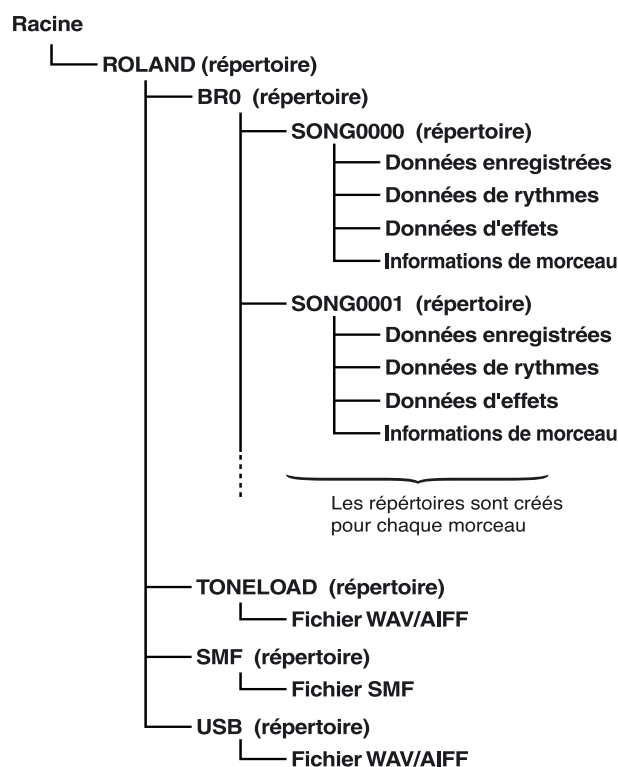 Racine
ROLAND (répertoire)
BR0 (répertoire)
SONG0000 (répertoire)
Données enregistrées
Données de rythmes
Données d'effets
Informations de morceau
SONG0001 (répertoire)
Données enregistrées
Données de rythmes
Données d'effets
Informations de morceau
Les répértoires sont créés
pour chaque morceau
TONELOAD (répertoire)
Fichier WAV/AIFF
SMF (répertoire)
Fichier SMF
USB (répertoire)
Fichier WAV/AIFF